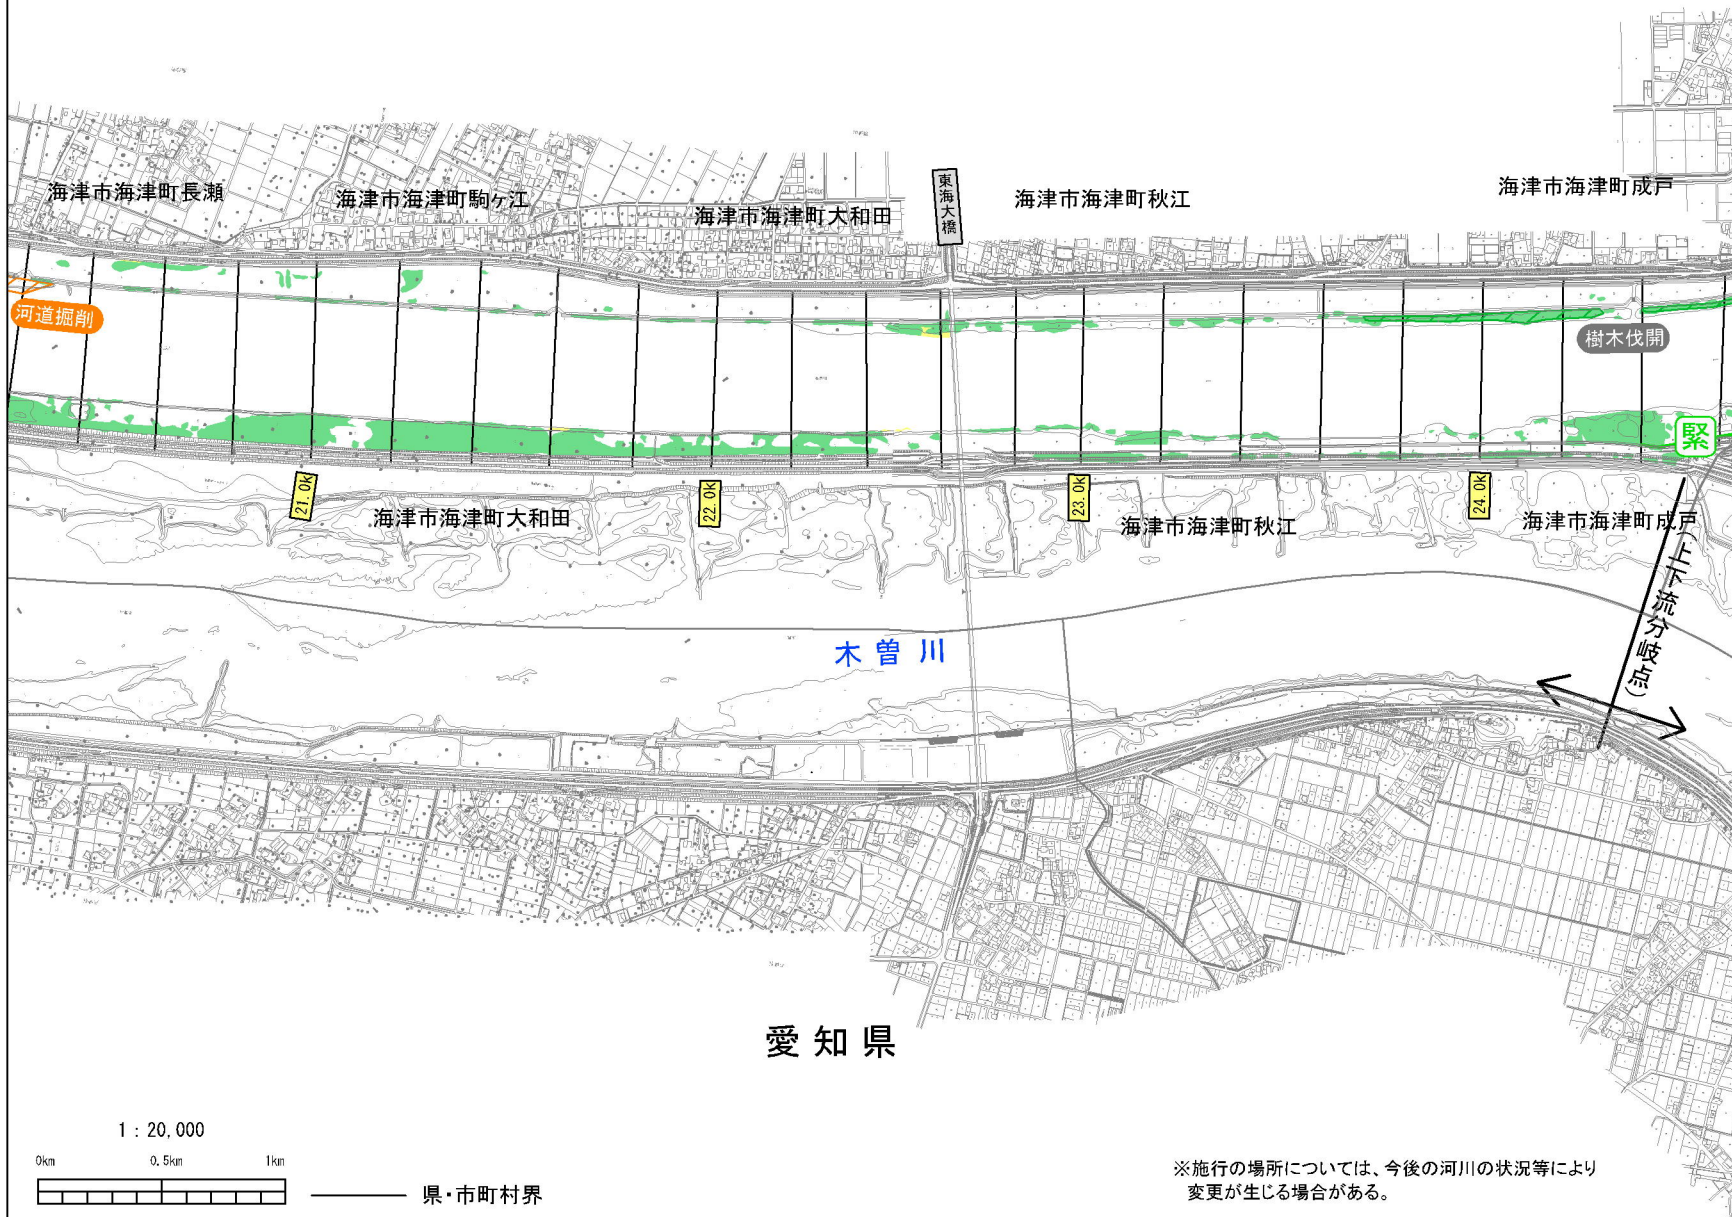 海津市海津町長瀬
海津市海津町駒ヶ江
海津市海津町大和田
東海大橋
海津市海津町秋江
海津市海津町成戸
河道掘削
樹木伐開
緊
21.0k
22.0k
23.0k
24.0k
海津市海津町大和田
海津市海津町秋江
海津市海津町成戸
(上下流分岐点)
木曽川
愛知県
1:20,000
0km 0.5km 1km
県・市町村界
※施行の場所については、今後の河川の状況等により
変更が生じる場合がある。